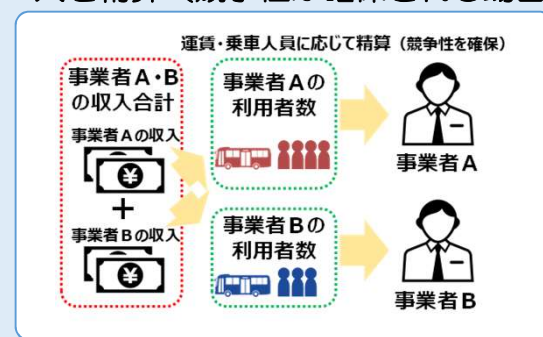 運賃・乗車人員に応じて精算（競争性を確保）
事業者A・B
の収入合計
事業者Aの収入
¥
+
事業者Bの収入
¥
事業者Aの
利用者数
事業者A
事業者Bの
利用者数
事業者B